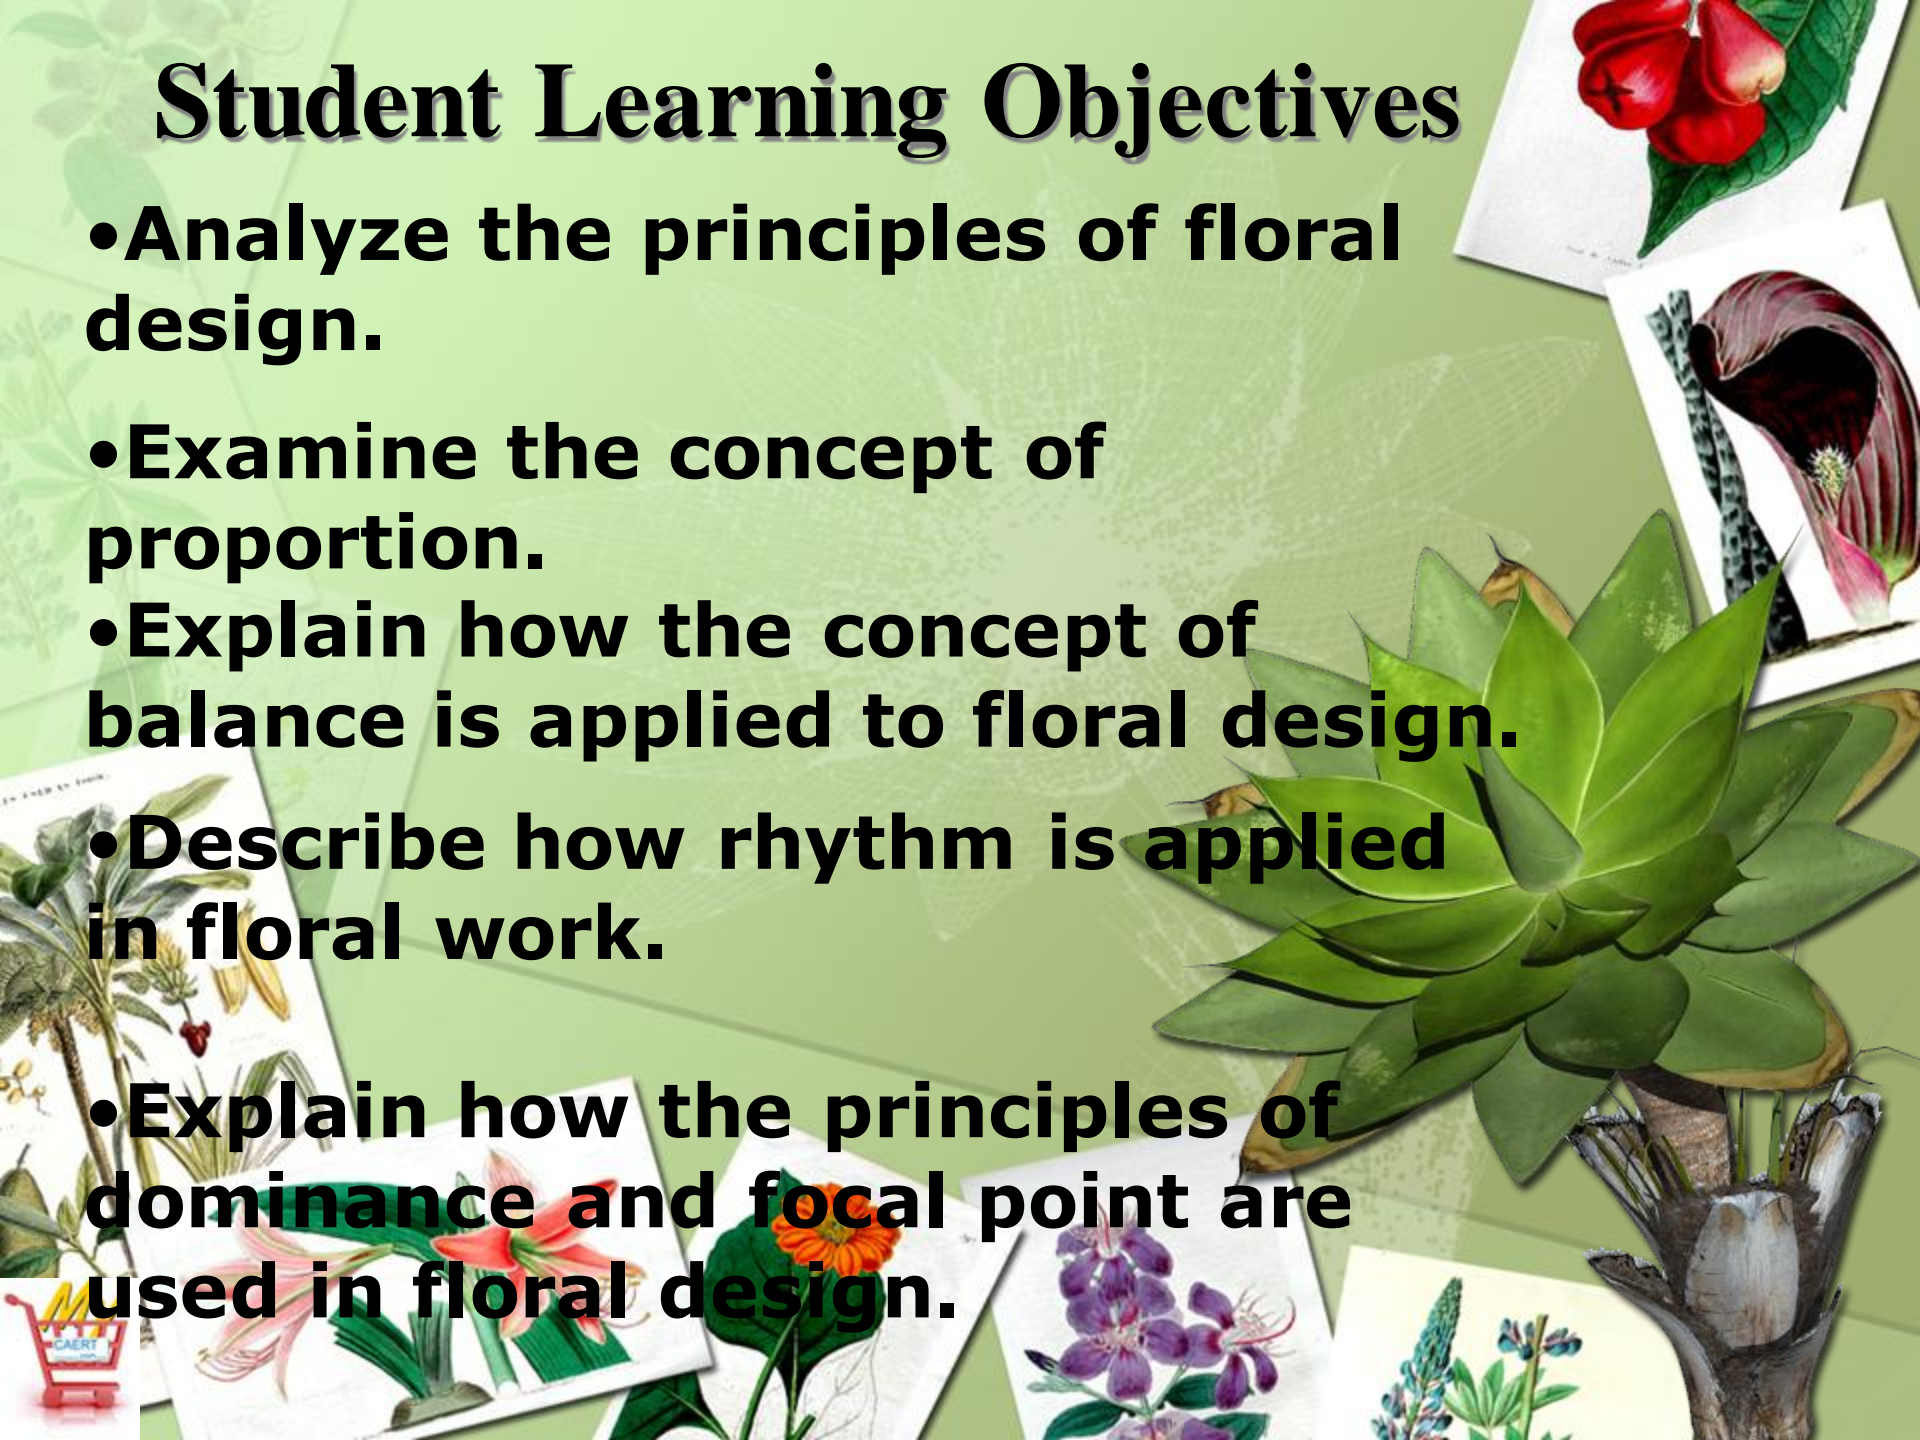 Student Learning Objectives
•Analyze the principles of floral
design.
•Examine the concept of
proportion.
•Explain how the concept of
balance is applied to floral design.
•Describe how rhythm is applied
in floral work.
•Explain how the principles of
dominance and focal point are
used in floral design.
CAERT